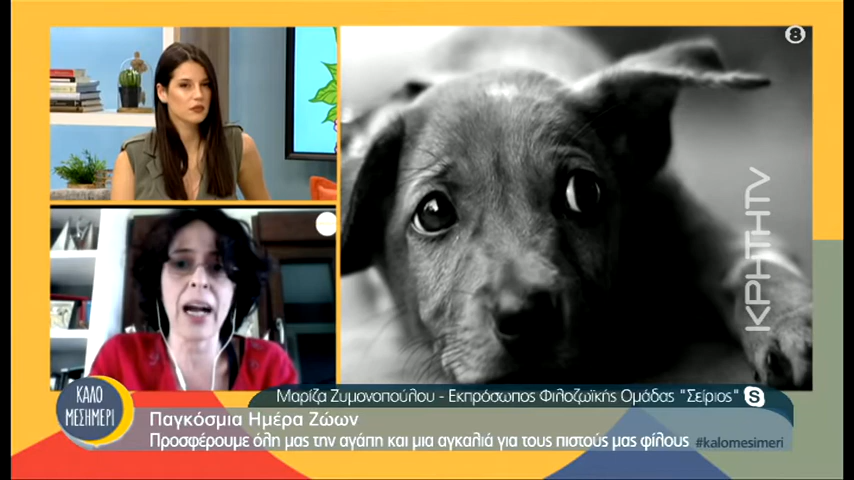 8
ΚΡΗΤΗTV
Μαρίζα Ζυμονοπούλου - Εκπρόσωπος Φιλοζωϊκής Ομάδας "Σείριος"
ΚΑΛΟ
ΜΕΣΗΜΕΡΙ
Παγκόσμια Ημέρα Ζώων
Προσφέρουμε όλη μας την αγάπη και μια αγκαλιά για τους πιστούς μας φίλους #kalomesimeri